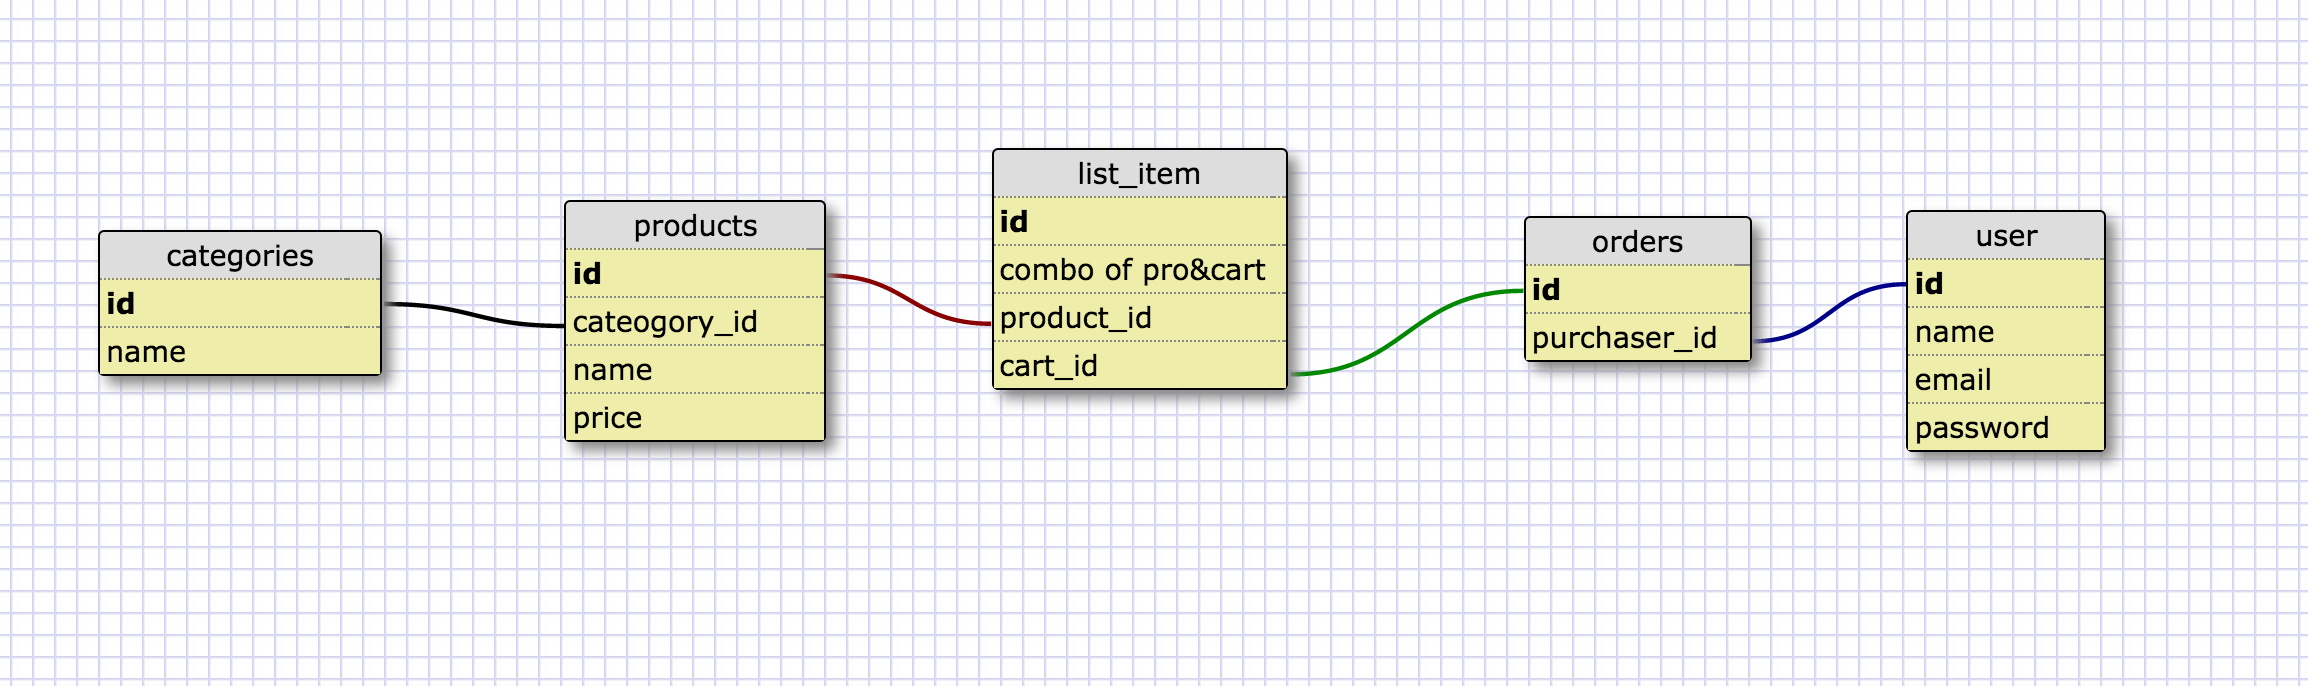 categories
id
name
products
id
cateogory_id
name
price
list_item
id
combo of pro&cart
product_id
cart_id
orders
id
purchaser_id
user
id
name
email
password